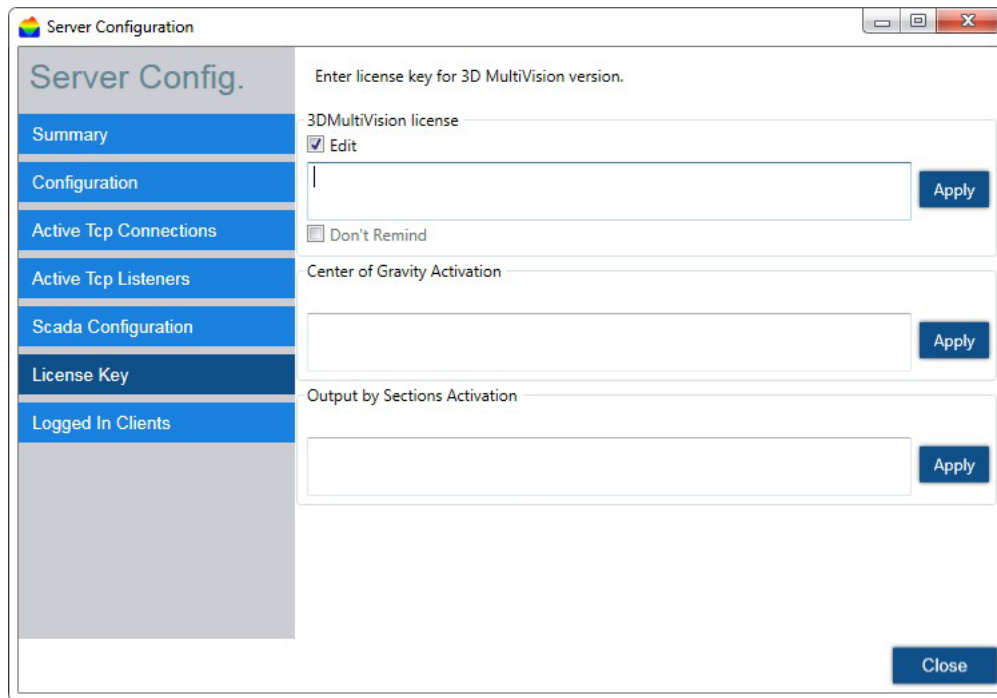 Server Configuration
Server Config.
Summary
Configuration
Active Tcp Connections
Active Tcp Listeners
Scada Configuration
License Key
Logged In Clients
Enter license key for 3D MultiVision version.
3DMultiVision license
Edit
Apply
Don't Remind
Center of Gravity Activation
Apply
Output by Sections Activation
Apply
Close